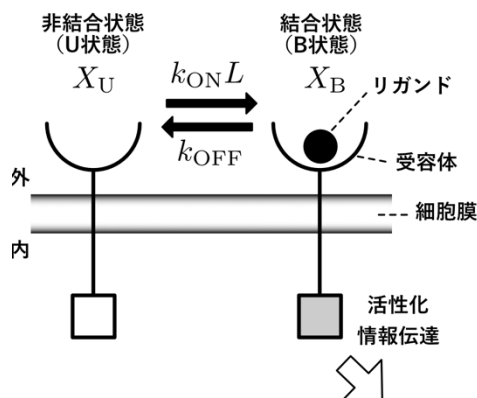 非結合状態
（U状態）
X_U
k_ON L
k_OFF
結合状態
（B状態）
X_B
リガンド
受容体
外
細胞膜
内
活性化
情報伝達